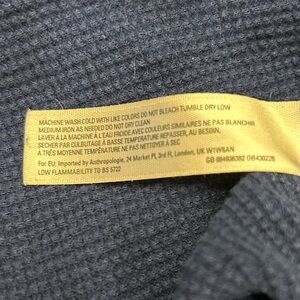 MACHINE WASH COLD WITH LIKE COLORS DO NOT BLEACH TUMBLE DRY LOW
MEDIUM IRON AS NEEDED DO NOT DRY CLEAN
LAVER À LA MACHINE À L'EAU FROIDE AVEC COULEURS SIMILAIRES NE PAS BLANCHIR
SECHER PAR CULBUTAGE À BASSE TEMPERATURE REPASSER, AU BESOIN,
A TRÈS MOYENNE TEMPÉRATURE NE PAS NETTOYER À SEC
For EU: Imported by Anthropologie, 24 Market Pl, 3rd Fl, London, UK W1W8AN
LOW FLAMMABILITY TO BS 5722
GB